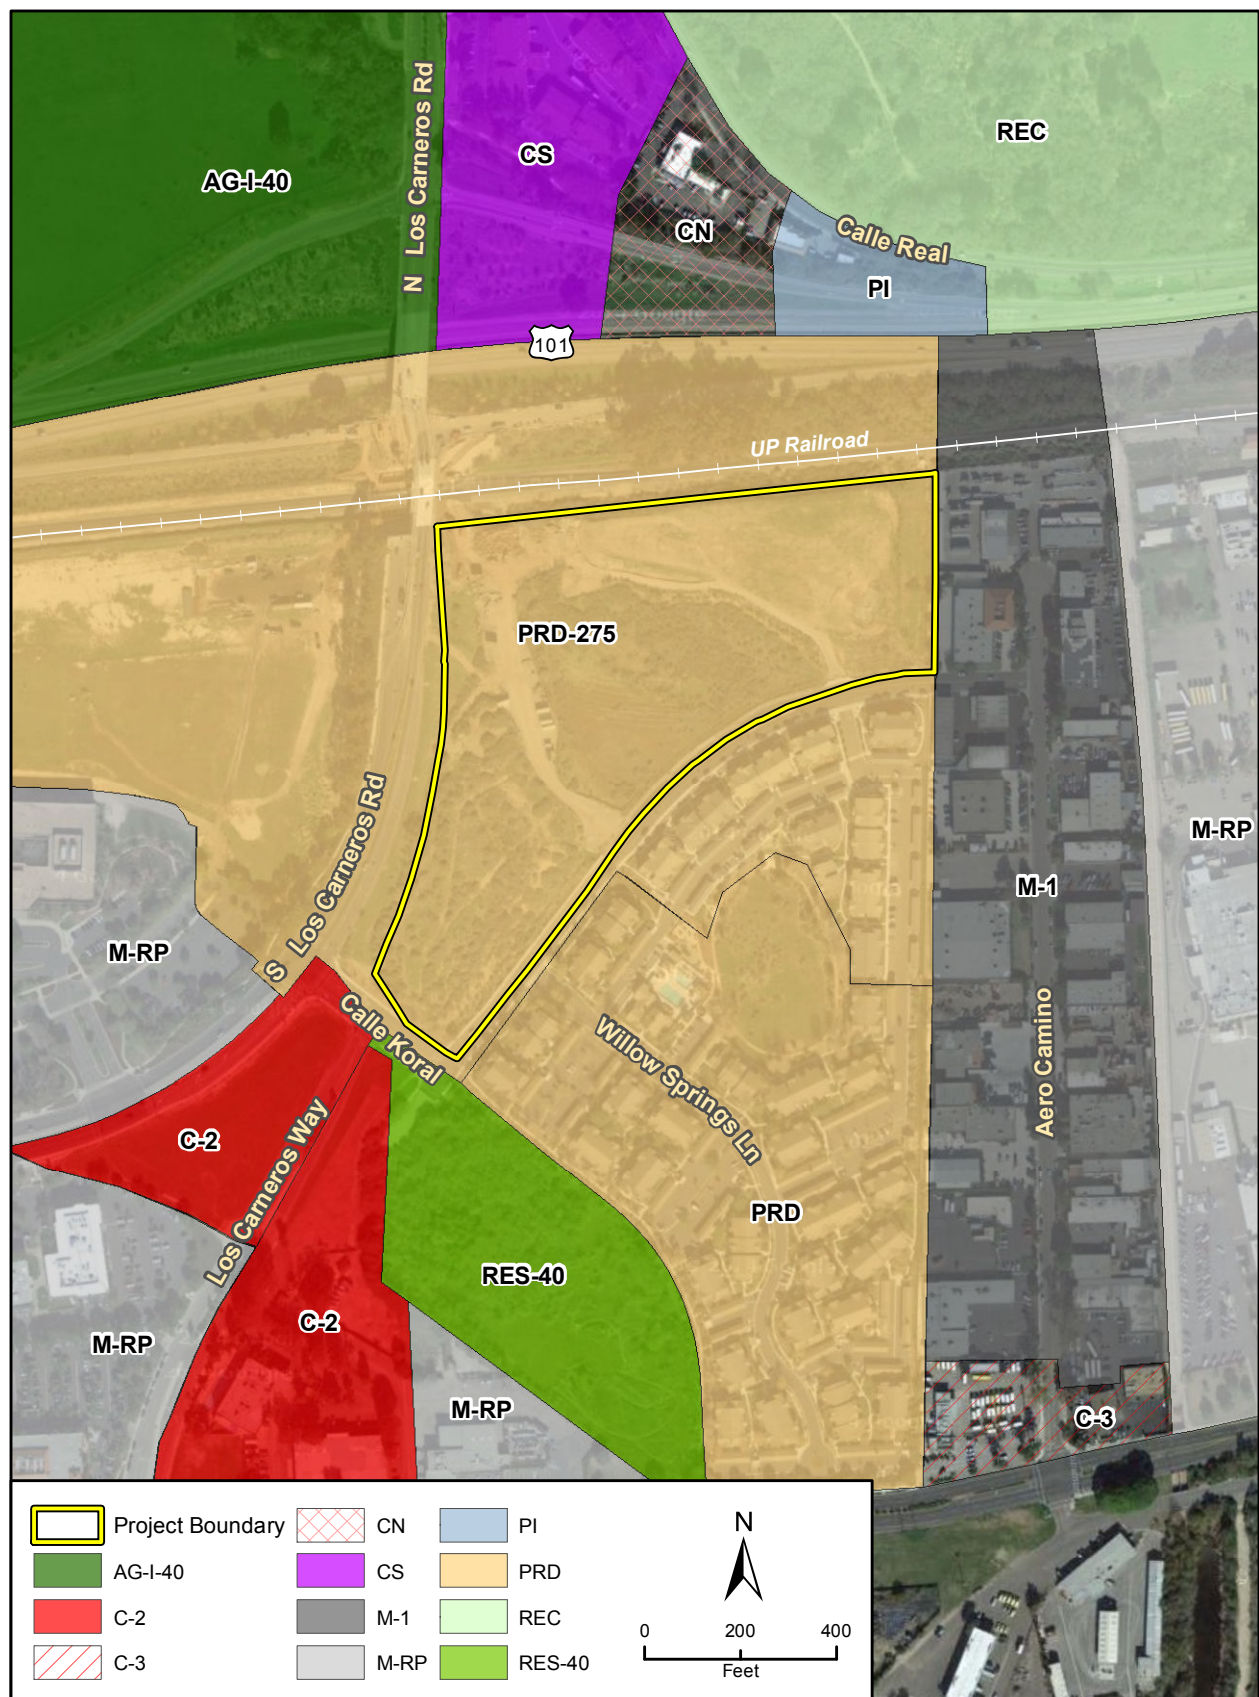 N Los Carneros Rd
REC
CS
AG-I-40
CN
Calle Real
PI
101
UP Railroad
PRD-275
M-RP
S Los Carneros Rd
M-1
M-RP
Calle Koral
Aero Camino
Willow Springs Ln
C-2
Los Carneros Way
PRD
RES-40
C-2
M-RP
M-RP
C-3
Project Boundary
AG-I-40
C-2
C-3
CN
CS
M-1
M-RP
PI
PRD
REC
RES-40
N
0 200 400
Feet